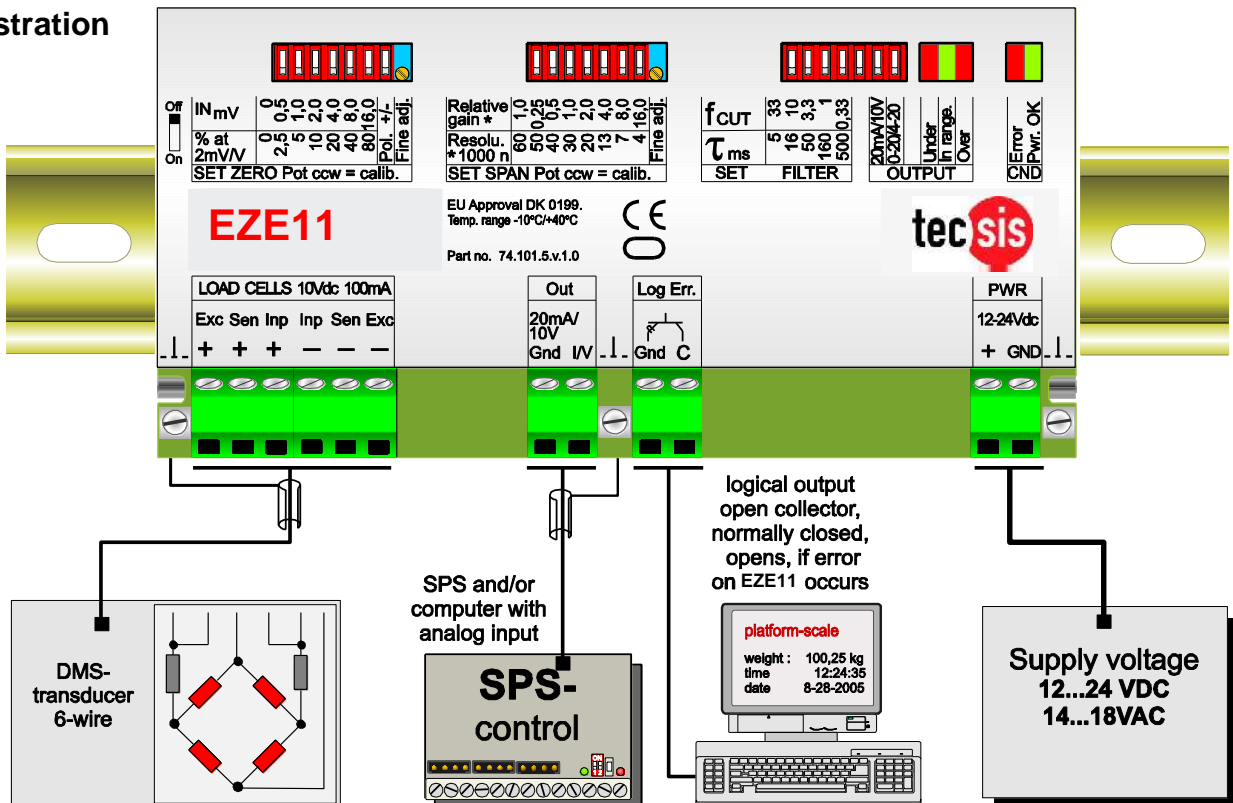 stration
Off
On
IN mV 0 0,5 1,0 2,0 4,0 8,0 16,0 +/-
% at 2mV/V 0 2,5 5 10 20 40 80 Pol. Fine adj.
SET ZERO Pot ccw = calib.
Relative gain * 1,0 0,25 0,5 1,0 2,0 4,0 8,0 16,0
Resolu. *1000 n 60 50 40 30 20 13 7 4 Fine adj.
SET SPAN Pot ccw = calib.
fCUT 33 10 3,3 1 0,33
τ ms 5 16 50 160 500
SET FILTER
20mA/10V
0-20/4-20
Under
In range.
Over
OUTPUT
Error
Pwr. OK
CND
EZE11
EU Approval DK 0199.
Temp. range -10°C/+40°C
Part no. 74.101.5.v.1.0
CE
tecsis
LOAD CELLS 10Vdc 100mA
Exc Sen Inp Inp Sen Exc
+ + + — — —
Out
20mA/
10V
Gnd I/V
Log Err.
Gnd C
PWR
12-24Vdc
+ GND
logical output
open collector,
normally closed,
opens, if error
on EZE11 occurs
SPS and/or
computer with
analog input
DMS-
transducer
6-wire
SPS-
control
ON
1 2
platform-scale
weight : 100,25 kg
time 12:24:35
date 8-28-2005
Supply voltage
12...24 VDC
14...18VAC